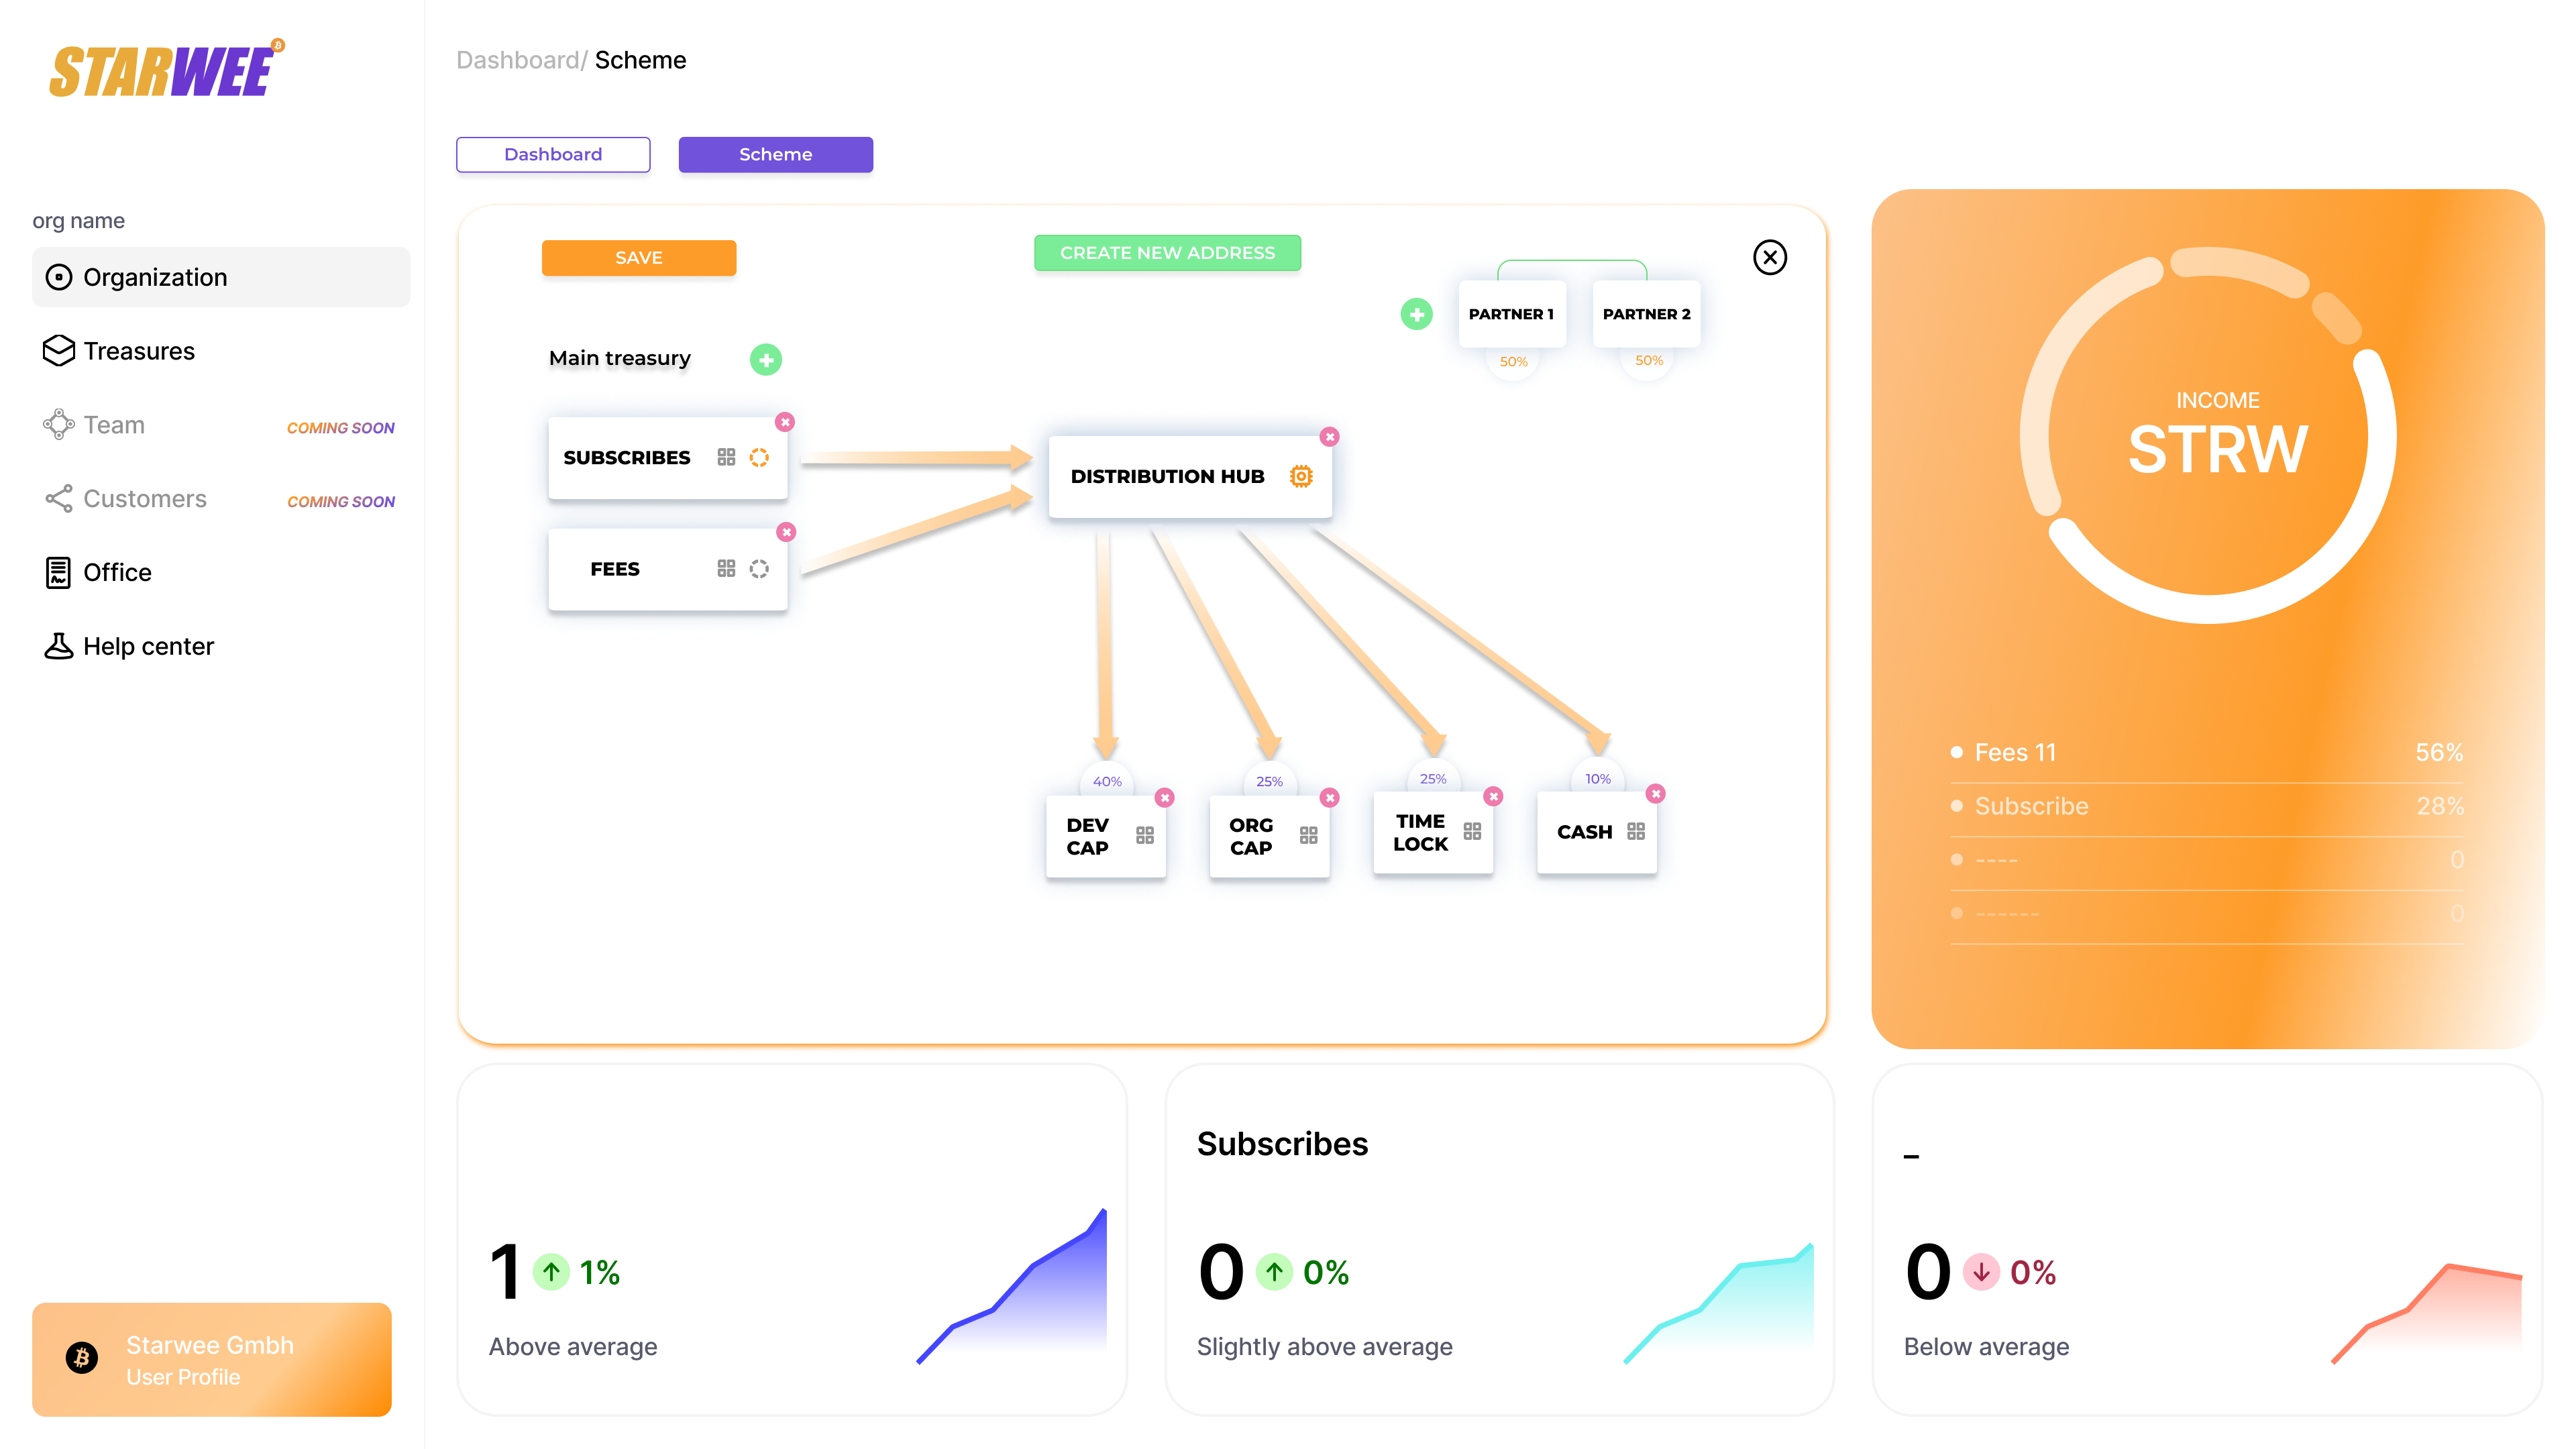 STARWEE
Dashboard/ Scheme
Dashboard
Scheme
org name
Organization
Treasures
Team
COMING SOON
Customers
COMING SOON
Office
Help center
Starwee Gmbh
User Profile
SAVE
CREATE NEW ADDRESS
PARTNER 1
PARTNER 2
50%
50%
Main treasury
SUBSCRIBES
FEES
DISTRIBUTION HUB
40%
25%
25%
10%
DEV
CAP
ORG
CAP
TIME
LOCK
CASH
INCOME
STRW
Fees 11 56%
Subscribe 28%
---- 0
------ 0
1
1%
Above average
Subscribes
0
0%
Slightly above average
–
0
0%
Below average